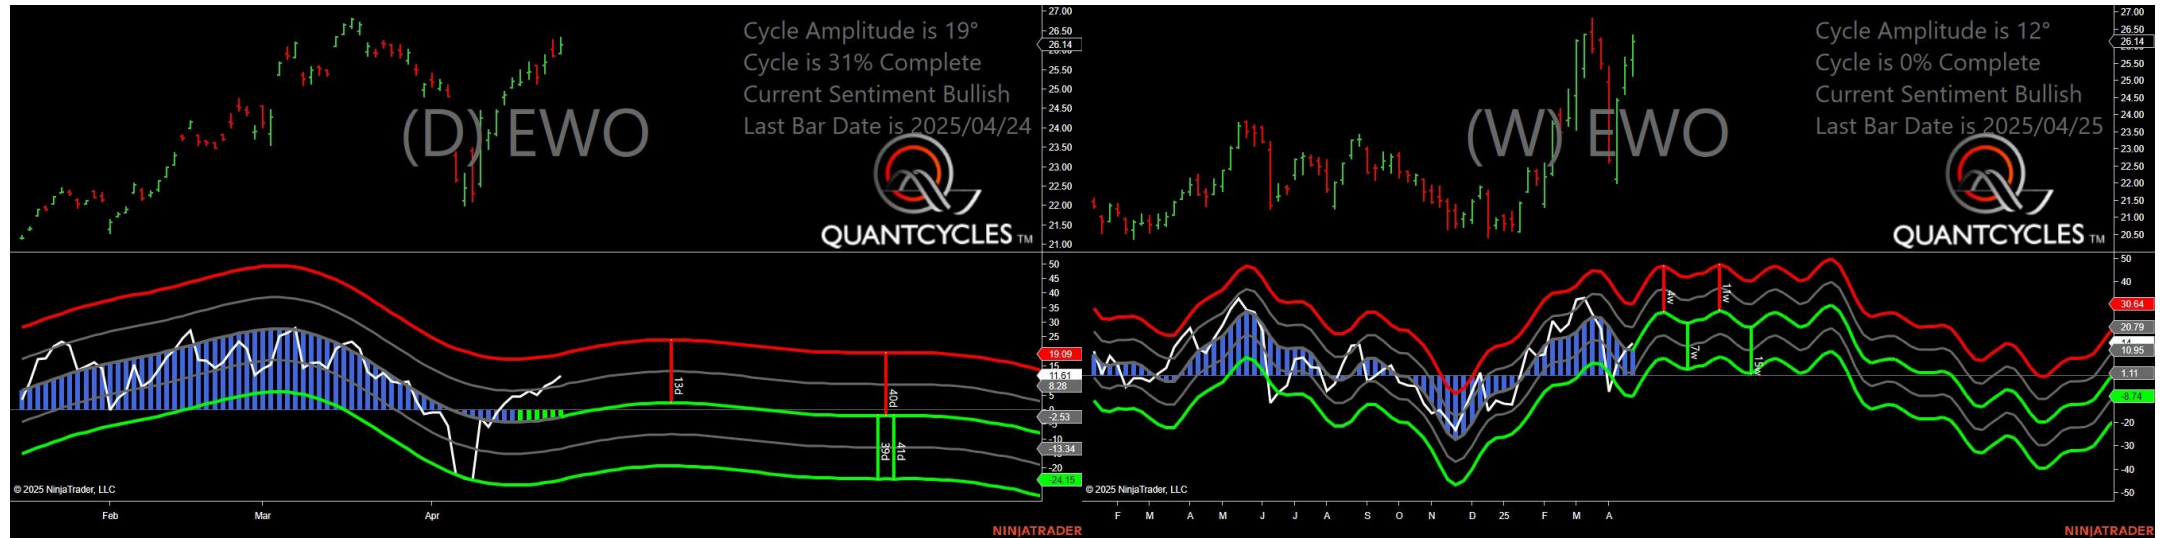 Cycle Amplitude is 19°
Cycle is 31% Complete
Current Sentiment Bullish
Last Bar Date is 2025/04/24
(D) EWO
QUANTCYCLES TM
27.00
26.50
26.14
25.50
25.00
24.50
24.00
23.50
23.00
22.50
22.00
21.50
21.00
50
45
40
35
30
25
19.09
15
11.61
8.28
5
-2.53
-10
-13.34
-20
-24.15
13d
40d
39d
41d
© 2025 NinjaTrader, LLC
Feb Mar Apr
NINJATRADER
Cycle Amplitude is 12°
Cycle is 0% Complete
Current Sentiment Bullish
Last Bar Date is 2025/04/25
(W) EWO
QUANTCYCLES TM
27.00
26.50
26.14
25.50
25.00
24.50
24.00
23.50
23.00
22.50
22.00
21.50
21.00
20.50
50
40
30.64
20.79
10.95
1.11
-8.74
-20
-30
-40
-50
4w
11w
7w
15w
© 2025 NinjaTrader, LLC
F M A M J J A S O N D 25 F M A
NINJATRADER